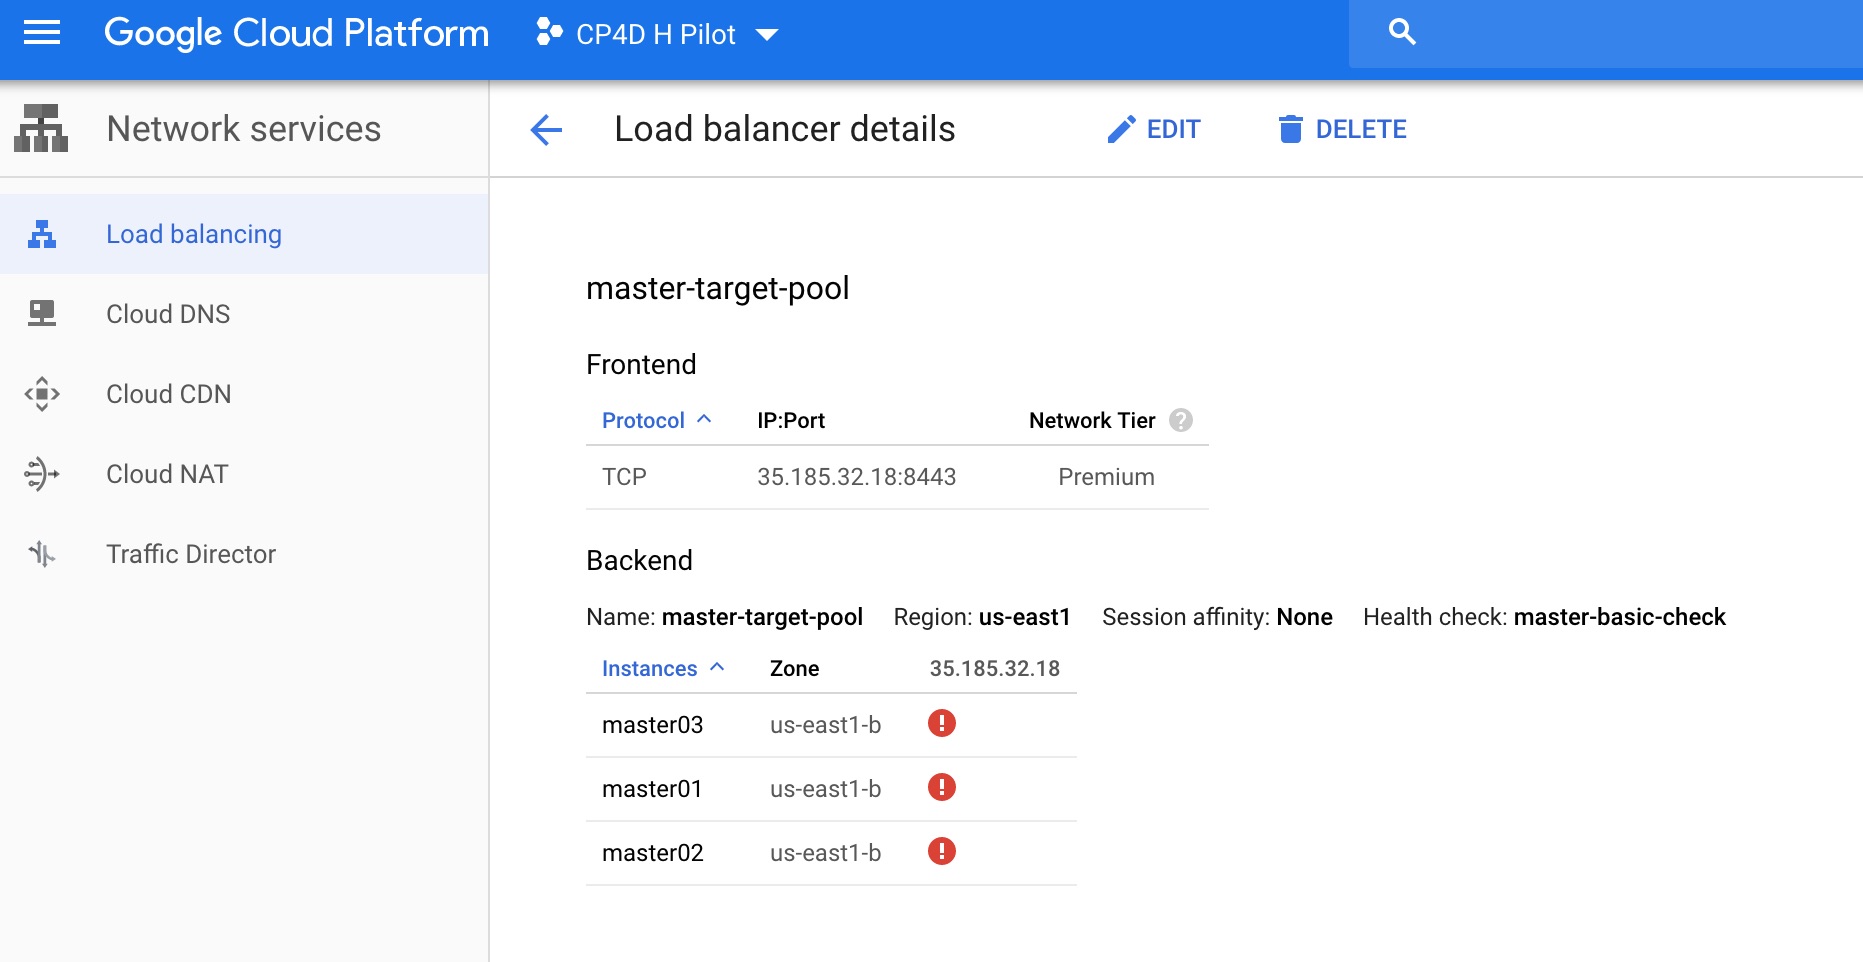 Google Cloud Platform
CP4D H Pilot
Network services
Load balancer details
EDIT
DELETE
Load balancing
Cloud DNS
Cloud CDN
Cloud NAT
Traffic Director
master-target-pool
Frontend
Protocol IP:Port Network Tier ?
TCP 35.185.32.18:8443 Premium
Backend
Name: master-target-pool Region: us-east1 Session affinity: None Health check: master-basic-check
Instances Zone 35.185.32.18
master03 us-east1-b !
master01 us-east1-b !
master02 us-east1-b !